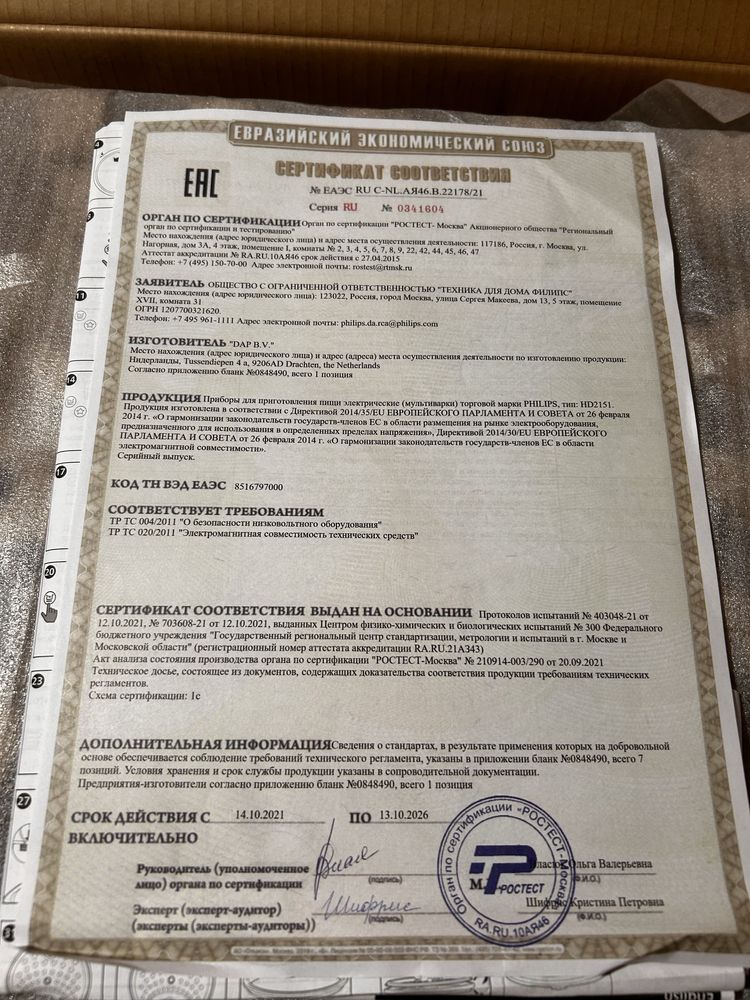 ЕВРАЗИЙСКИЙ ЭКОНОМИЧЕСКИЙ СОЮЗ
EAC
СЕРТИФИКАТ СООТВЕТСТВИЯ
№ ЕАЭС RU C-NL.АЯ46.В.22178/21
Серия RU № 0341604
ОРГАН ПО СЕРТИФИКАЦИИ Орган по сертификации "РОСТЕСТ- Москва" Акционерного общества "Региональный
орган по сертификации и тестированию"
Место нахождения (адрес юридического лица) и адрес места осуществления деятельности: 117186, Россия, г. Москва, ул.
Нагорная, дом 3А, 4 этаж, помещение I, комнаты № 2, 3, 4, 5, 6, 7, 8, 9, 22, 42, 44, 45, 46, 47
Аттестат аккредитации № RA.RU.10АЯ46 срок действия с 27.04.2015
Телефон: +7 (495) 150-70-00 Адрес электронной почты: rostest@rtmsk.ru
ЗАЯВИТЕЛЬ ОБЩЕСТВО С ОГРАНИЧЕННОЙ ОТВЕТСТВЕННОСТЬЮ "ТЕХНИКА ДЛЯ ДОМА ФИЛИПС"
Место нахождения (адрес юридического лица): 123022, Россия, город Москва, улица Сергея Макеева, дом 13, 5 этаж, помещение
XVII, комната 31
ОГРН 1207700321620.
Телефон: +7 495 961-1111 Адрес электронной почты: philips.da.rca@philips.com
ИЗГОТОВИТЕЛЬ "DAP B.V."
Место нахождения (адрес юридического лица) и адрес (адреса) места осуществления деятельности по изготовлению продукции:
Нидерланды, Tussendiepen 4 a, 9206AD Drachten, the Netherlands
Согласно приложению бланк №0848490, всего 1 позиция
ПРОДУКЦИЯ Приборы для приготовления пищи электрические (мультиварки) торговой марки PHILIPS, тип: HD2151.
Продукция изготовлена в соответствии с Директивой 2014/35/EU ЕВРОПЕЙСКОГО ПАРЛАМЕНТА И СОВЕТА от 26 февраля
2014 г. «О гармонизации законодательств государств-членов ЕС в области размещения на рынке электрооборудования,
предназначенного для использования в определенных пределах напряжения», Директивой 2014/30/EU ЕВРОПЕЙСКОГО
ПАРЛАМЕНТА И СОВЕТА от 26 февраля 2014 г. «О гармонизации законодательств государств-членов ЕС в области
электромагнитной совместимости».
Серийный выпуск.
КОД ТН ВЭД ЕАЭС 8516797000
СООТВЕТСТВУЕТ ТРЕБОВАНИЯМ
ТР ТС 004/2011 "О безопасности низковольтного оборудования"
ТР ТС 020/2011 "Электромагнитная совместимость технических средств"
СЕРТИФИКАТ СООТВЕТСТВИЯ ВЫДАН НА ОСНОВАНИИ Протоколов испытаний № 403048-21 от
12.10.2021, № 703608-21 от 12.10.2021, выданных Центром физико-химических и биологических испытаний № 300 Федерального
бюджетного учреждения "Государственный региональный центр стандартизации, метрологии и испытаний в г. Москве и
Московской области" (регистрационный номер аттестата аккредитации RA.RU.21АЯ43)
Акт анализа состояния производства органа по сертификации "РОСТЕСТ-Москва" № 210914-003/290 от 20.09.2021
Техническое досье, состоящее из документов, содержащих доказательства соответствия продукции требованиям технических
регламентов.
Схема сертификации: 1с
ДОПОЛНИТЕЛЬНАЯ ИНФОРМАЦИЯ Сведения о стандартах, в результате применения которых на добровольной
основе обеспечивается соблюдение требований технического регламента, указаны в приложении бланк №0848490, всего 7
позиций. Условия хранения и срок службы продукции указаны в сопроводительной документации.
Предприятия-изготовители согласно приложению бланк №0848490, всего 1 позиция
СРОК ДЕЙСТВИЯ С 14.10.2021 ПО 13.10.2026
ВКЛЮЧИТЕЛЬНО
Руководитель (уполномоченное
лицо) органа по сертификации
(подпись)
М.
Ольга Валерьевна
(Ф.И.О.)
Эксперт (эксперт-аудитор)
(эксперты (эксперты-аудиторы))
Шифрис
(подпись)
Шифрис Кристина Петровна
(Ф.И.О.)
Орган по сертификации «РОСТЕСТ-Москва»
РОСТЕСТ
RA.RU.10АЯ46
11
14
17
20
23
27
English